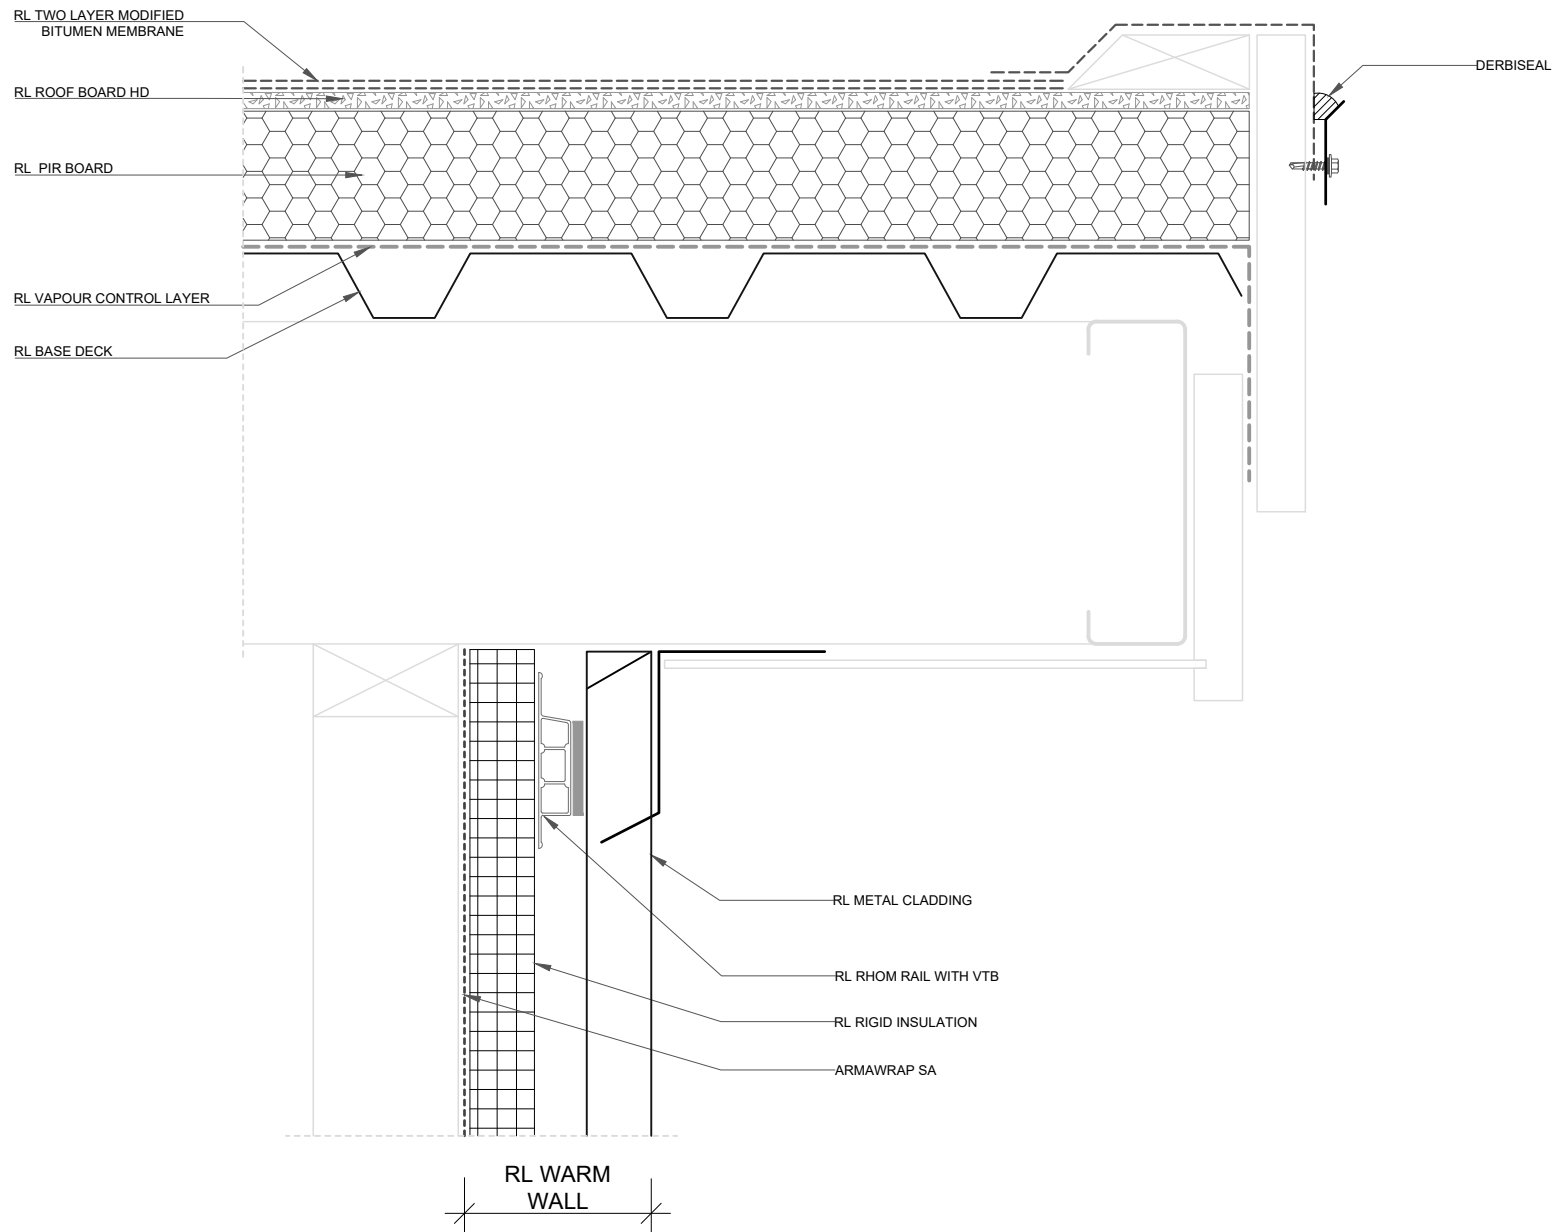 RL TWO LAYER MODIFIED
BITUMEN MEMBRANE
DERBISEAL
RL ROOF BOARD HD
RL PIR BOARD
RL VAPOUR CONTROL LAYER
RL BASE DECK
RL METAL CLADDING
RL RHOM RAIL WITH VTB
RL RIGID INSULATION
ARMAWRAP SA
RL WARM
WALL